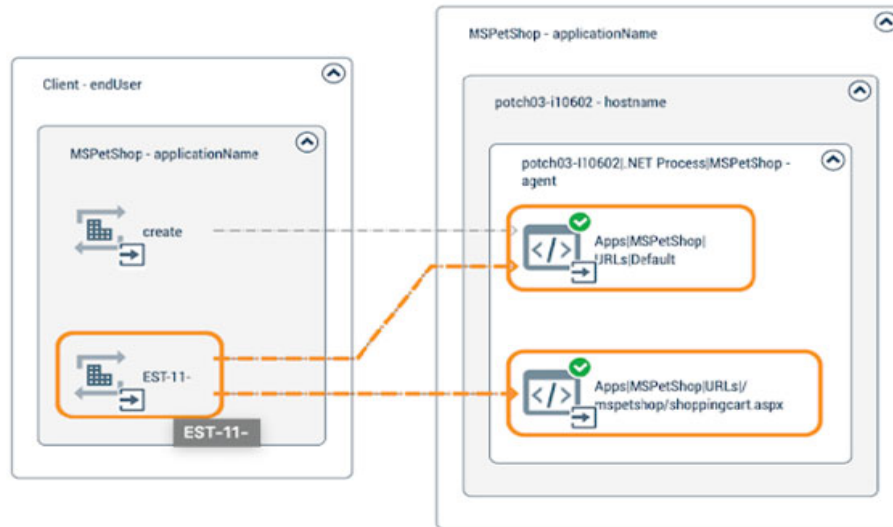 Client - endUser
MSPetShop - applicationName
create
EST-11-
EST-11-
MSPetShop - applicationName
potch03-i10602 - hostname
potch03-I10602|.NET Process|MSPetShop -
agent
Apps|MSPetShop|
URLs|Default
Apps|MSPetShop|URLs|/
mspetshop/shoppingcart.aspx